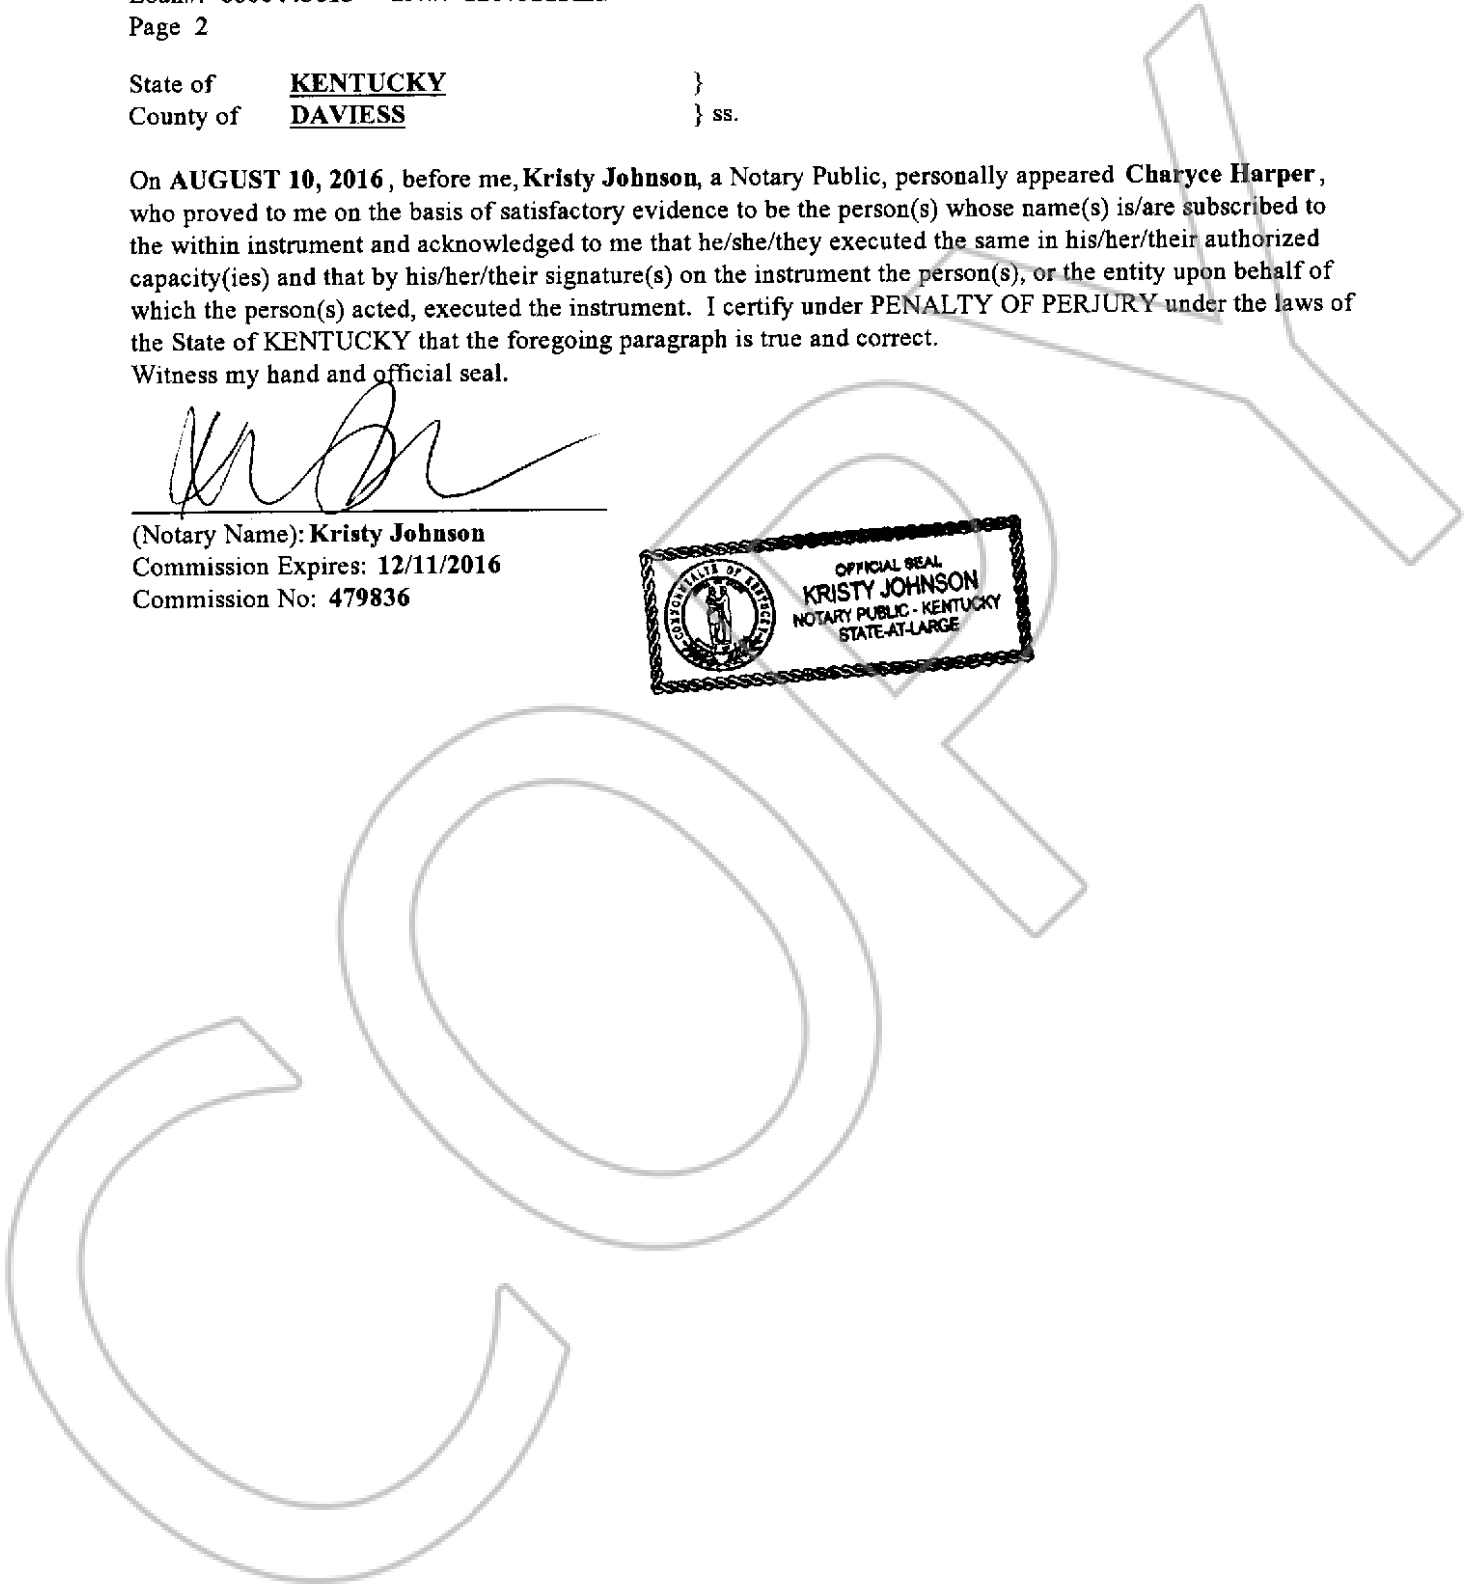 Page 2
State of KENTUCKY }
County of DAVIESS } ss.
On AUGUST 10, 2016, before me, Kristy Johnson, a Notary Public, personally appeared Charyce Harper,
who proved to me on the basis of satisfactory evidence to be the person(s) whose name(s) is/are subscribed to
the within instrument and acknowledged to me that he/she/they executed the same in his/her/their authorized
capacity(ies) and that by his/her/their signature(s) on the instrument the person(s), or the entity upon behalf of
which the person(s) acted, executed the instrument. I certify under PENALTY OF PERJURY under the laws of
the State of KENTUCKY that the foregoing paragraph is true and correct.
Witness my hand and official seal.
(Notary Name): Kristy Johnson
Commission Expires: 12/11/2016
Commission No: 479836
COMMONWEALTH OF KENTUCKY
OFFICIAL SEAL
KRISTY JOHNSON
NOTARY PUBLIC - KENTUCKY
STATE-AT-LARGE
COPY